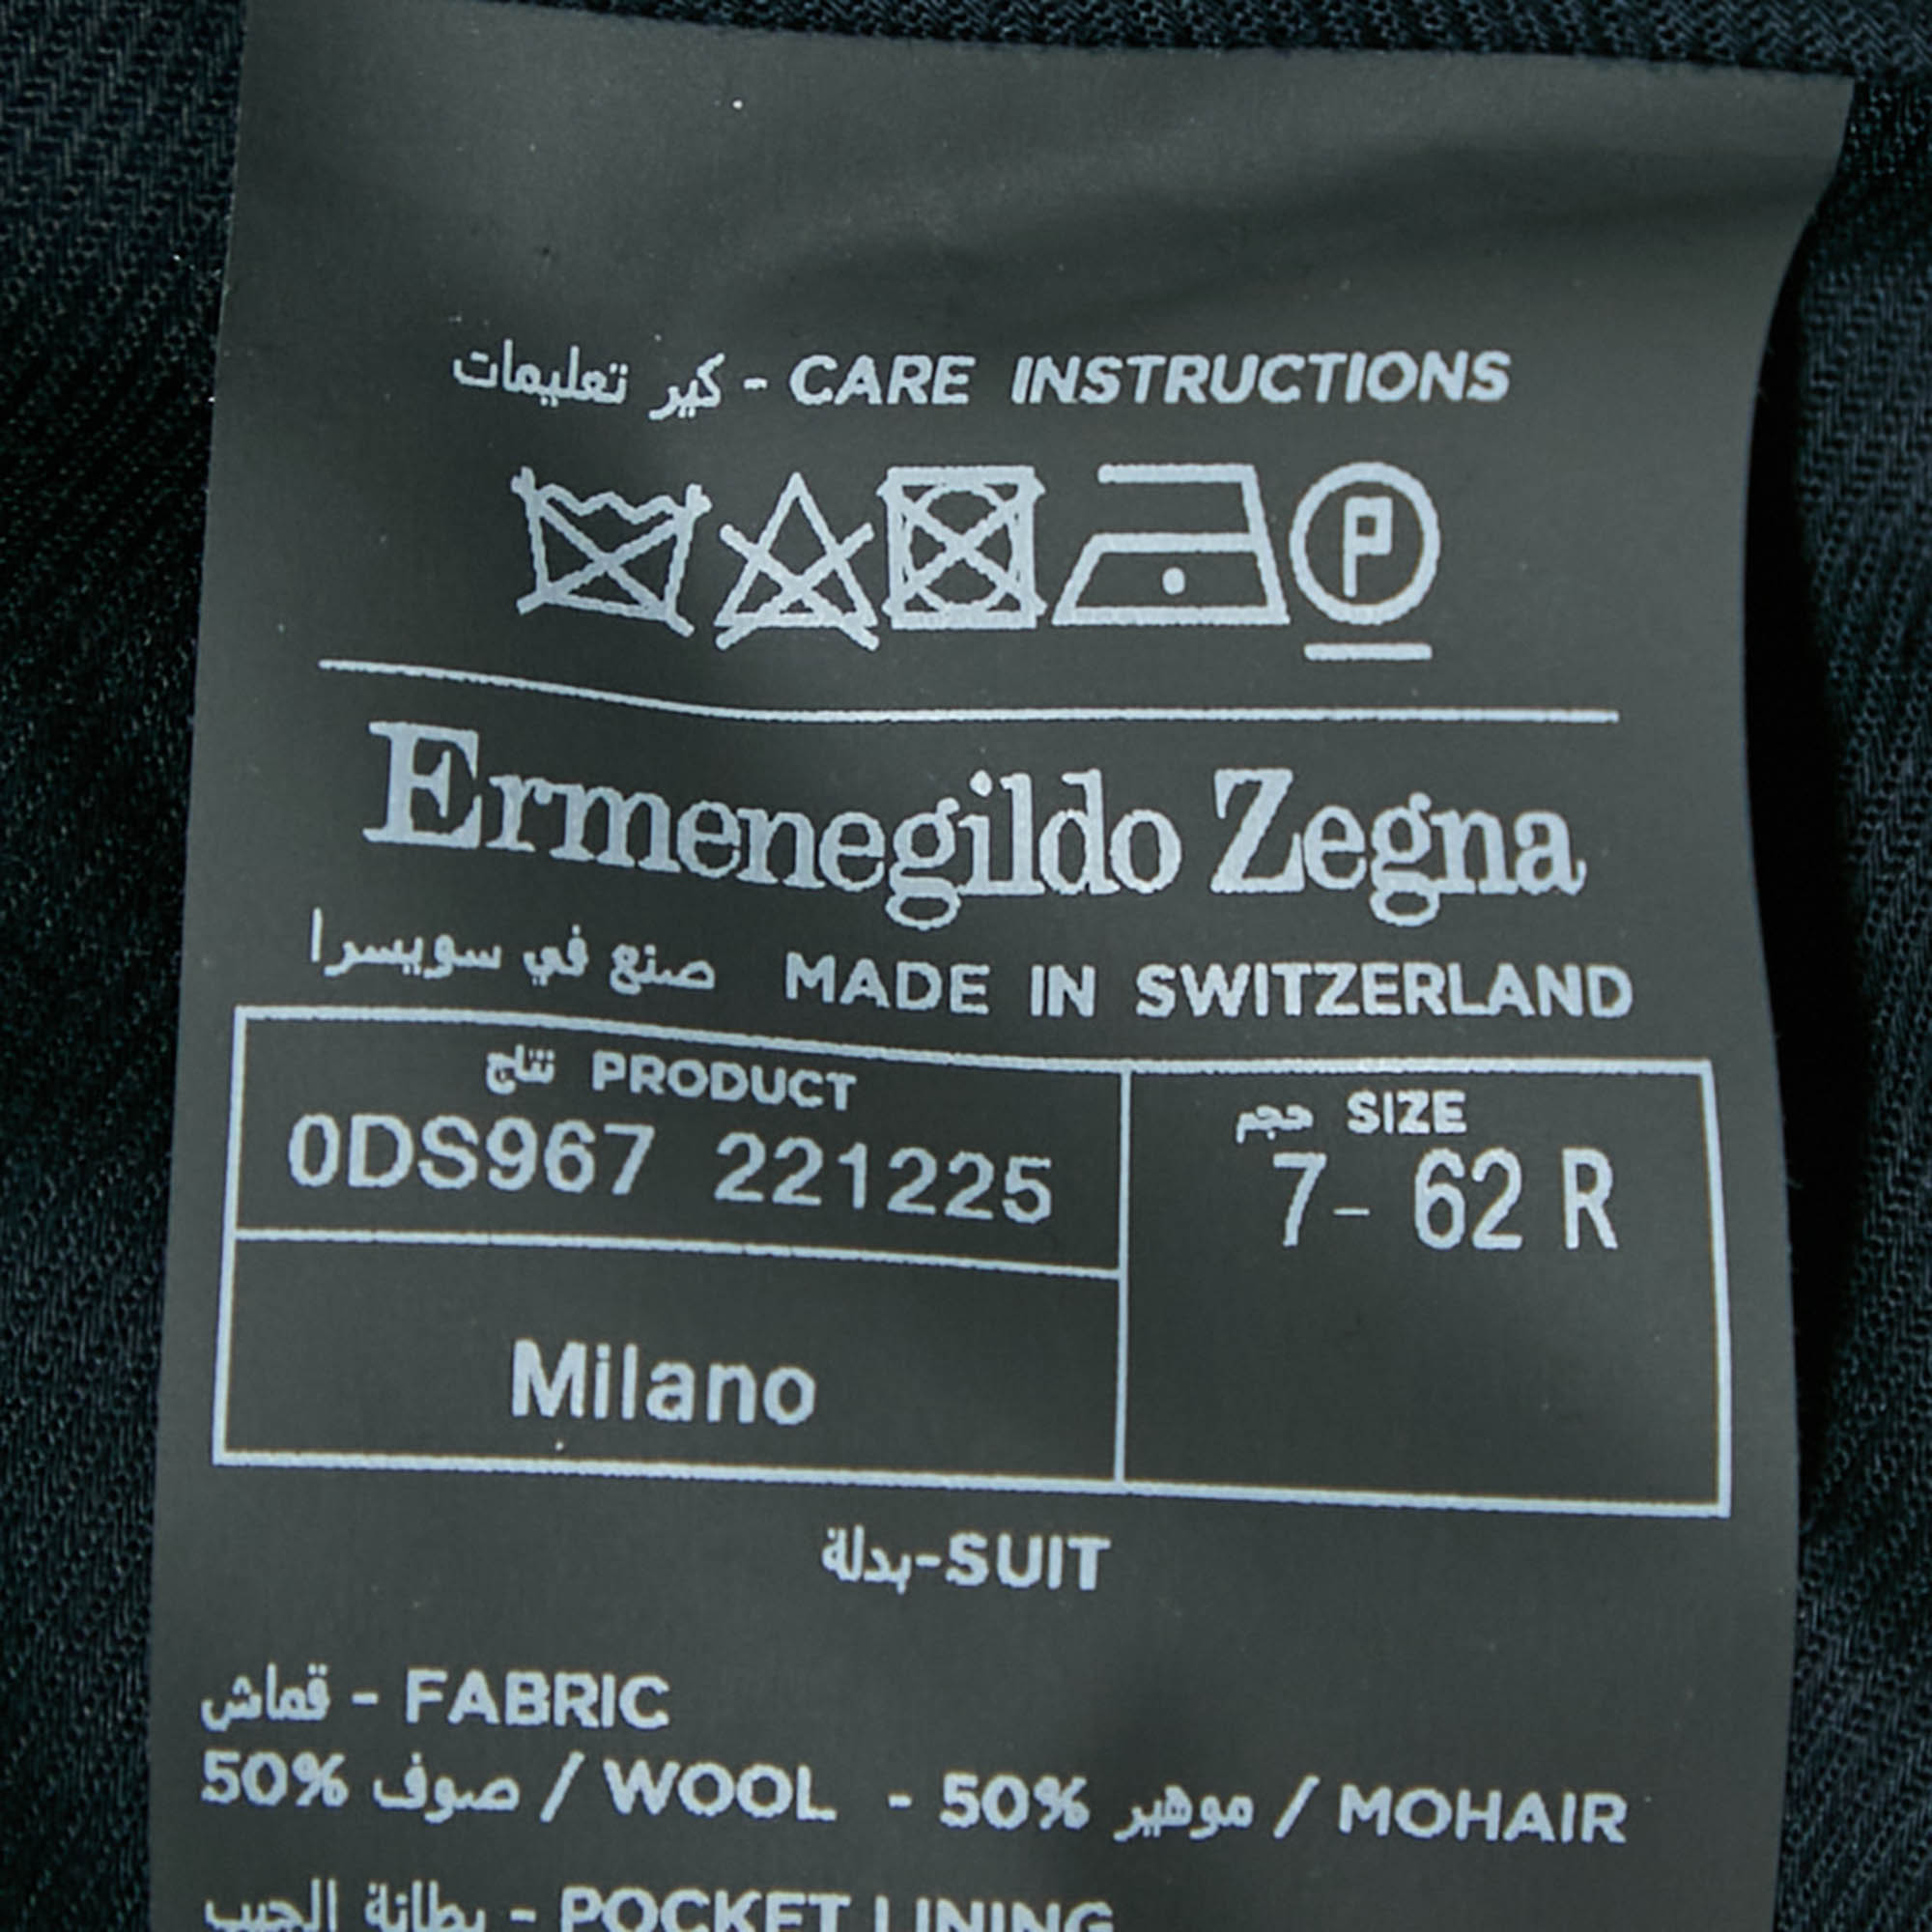 كير تعليمات - CARE INSTRUCTIONS
P
Ermenegildo Zegna
صنع في سويسرا MADE IN SWITZERLAND
نتاج PRODUCT
0DS967 221225
حجم SIZE
7- 62 R
Milano
بدلة-SUIT
قماش - FABRIC
50% صوف / WOOL - 50% موهير / MOHAIR
بطانة الجيب - POCKET LINING